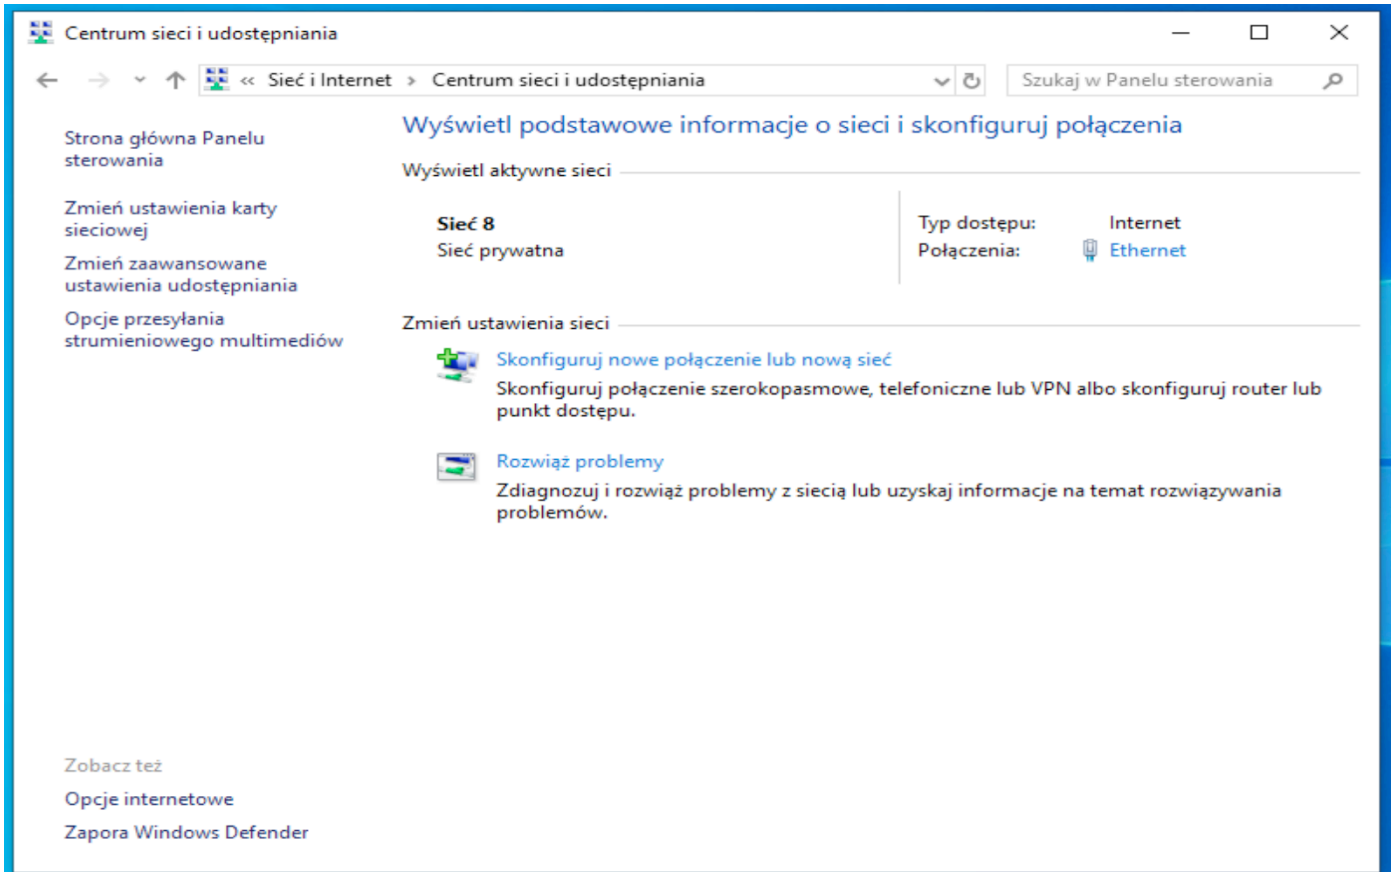 Centrum sieci i udostępniania
« Sieć i Internet > Centrum sieci i udostępniania
Szukaj w Panelu sterowania
Strona główna Panelu
sterowania
Zmień ustawienia karty
sieciowej
Zmień zaawansowane
ustawienia udostępniania
Opcje przesyłania
strumieniowego multimediów
Wyświetl podstawowe informacje o sieci i skonfiguruj połączenia
Wyświetl aktywne sieci
Sieć 8
Sieć prywatna
Typ dostępu: Internet
Połączenia: Ethernet
Zmień ustawienia sieci
Skonfiguruj nowe połączenie lub nową sieć
Skonfiguruj połączenie szerokopasmowe, telefoniczne lub VPN albo skonfiguruj router lub
punkt dostępu.
Rozwiąż problemy
Zdiagnozuj i rozwiąż problemy z siecią lub uzyskaj informacje na temat rozwiązywania
problemów.
Zobacz też
Opcje internetowe
Zapora Windows Defender